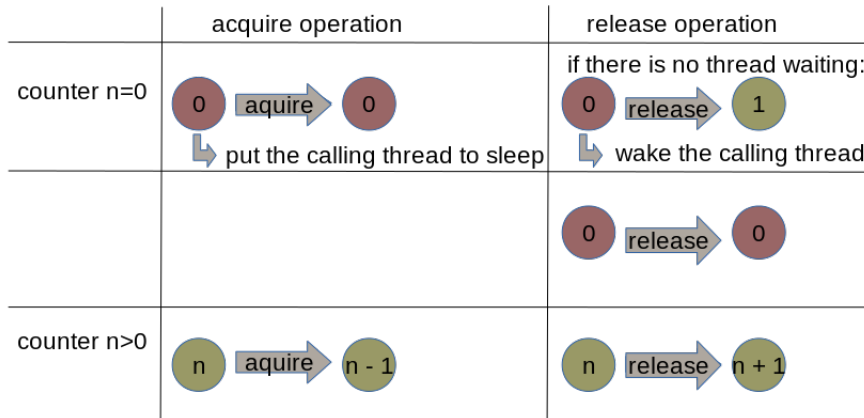 acquire operation
release operation
counter n=0
0 aquire 0
put the calling thread to sleep
if there is no thread waiting:
0 release 1
wake the calling thread
0 release 0
counter n>0
n aquire n - 1
n release n + 1